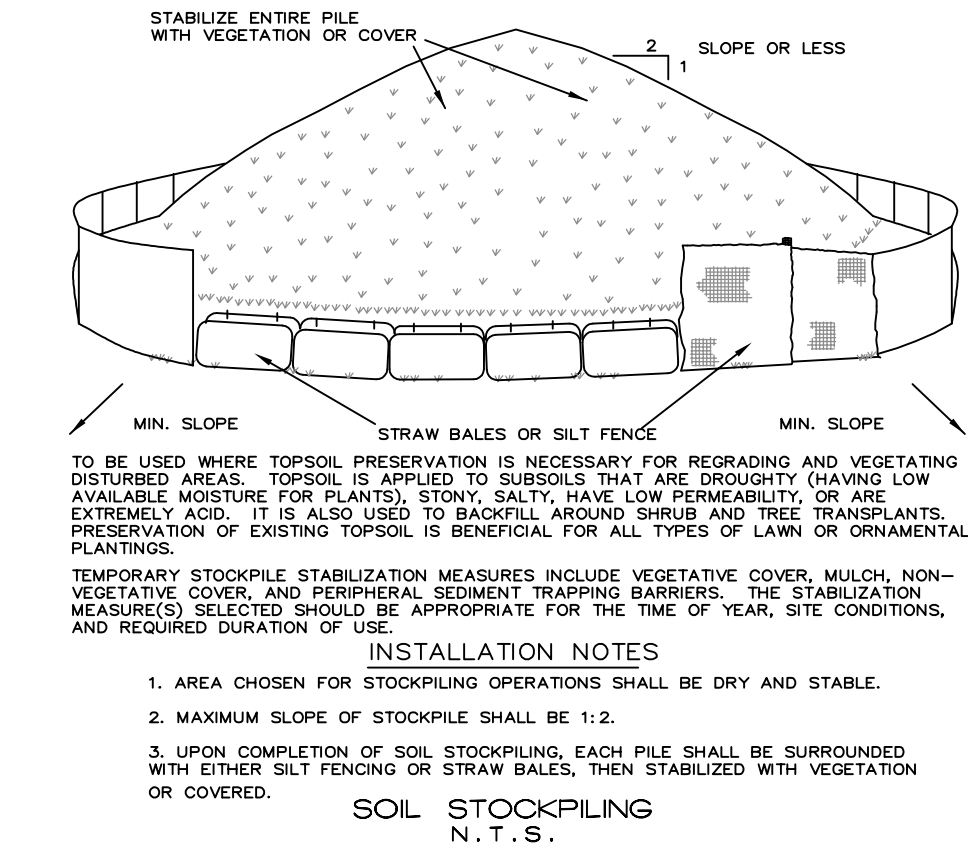 STABILIZE ENTIRE PILE
WITH VEGETATION OR COVER
2
1
SLOPE OR LESS
MIN. SLOPE
STRAW BALES OR SILT FENCE
MIN. SLOPE
TO BE USED WHERE TOPSOIL PRESERVATION IS NECESSARY FOR REGRADING AND VEGETATING
DISTURBED AREAS. TOPSOIL IS APPLIED TO SUBSOILS THAT ARE DROUGHTY (HAVING LOW
AVAILABLE MOISTURE FOR PLANTS), STONY, SALTY, HAVE LOW PERMEABILITY, OR ARE
EXTREMELY ACID. IT IS ALSO USED TO BACKFILL AROUND SHRUB AND TREE TRANSPLANTS.
PRESERVATION OF EXISTING TOPSOIL IS BENEFICIAL FOR ALL TYPES OF LAWN OR ORNAMENTAL
PLANTINGS.
TEMPORARY STOCKPILE STABILIZATION MEASURES INCLUDE VEGETATIVE COVER, MULCH, NON-
VEGETATIVE COVER, AND PERIPHERAL SEDIMENT TRAPPING BARRIERS. THE STABILIZATION
MEASURE(S) SELECTED SHOULD BE APPROPRIATE FOR THE TIME OF YEAR, SITE CONDITIONS,
AND REQUIRED DURATION OF USE.
INSTALLATION NOTES
1. AREA CHOSEN FOR STOCKPILING OPERATIONS SHALL BE DRY AND STABLE.
2. MAXIMUM SLOPE OF STOCKPILE SHALL BE 1:2.
3. UPON COMPLETION OF SOIL STOCKPILING, EACH PILE SHALL BE SURROUNDED
WITH EITHER SILT FENCING OR STRAW BALES, THEN STABILIZED WITH VEGETATION
OR COVERED.
SOIL STOCKPILING
N.T.S.